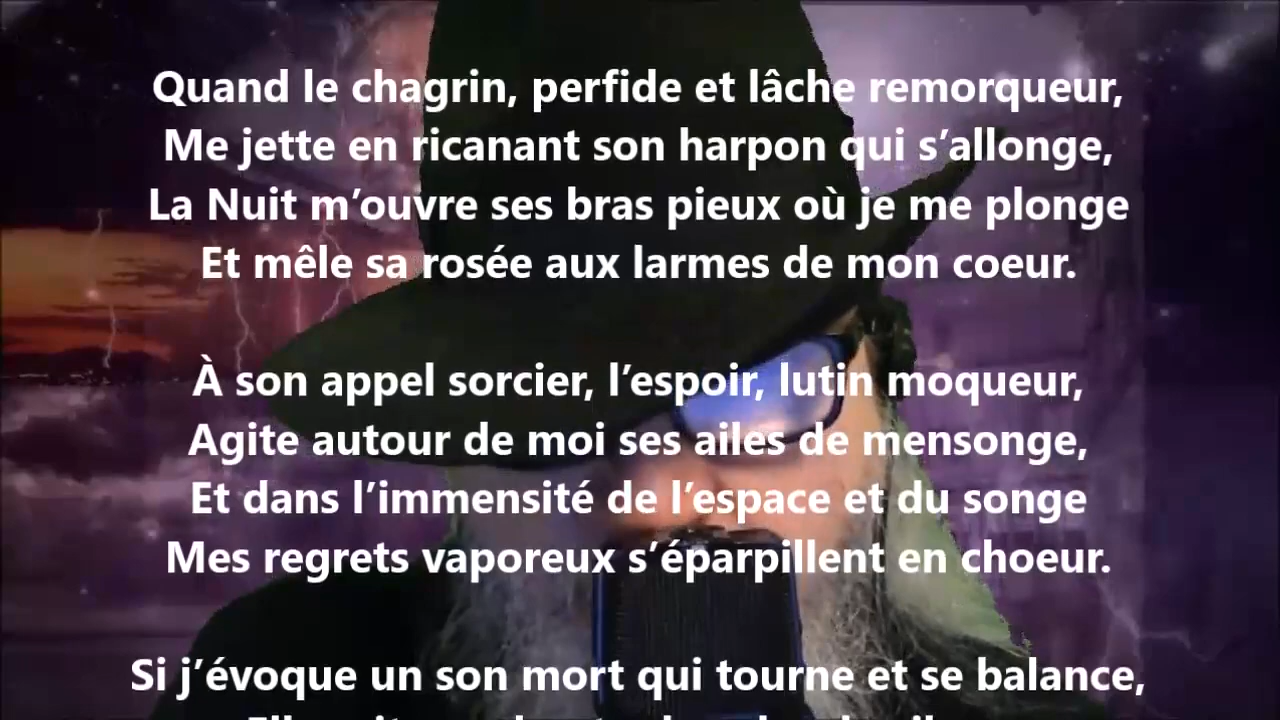 Quand le chagrin, perfide et lâche remorqueur,
Me jette en ricanant son harpon qui s’allonge,
La Nuit m’ouvre ses bras pieux où je me plonge
Et mêle sa rosée aux larmes de mon coeur.
À son appel sorcier, l’espoir, lutin moqueur,
Agite autour de moi ses ailes de mensonge,
Et dans l’immensité de l’espace et du songe
Mes regrets vaporeux s’éparpillent en choeur.
Si j’évoque un son mort qui tourne et se balance,